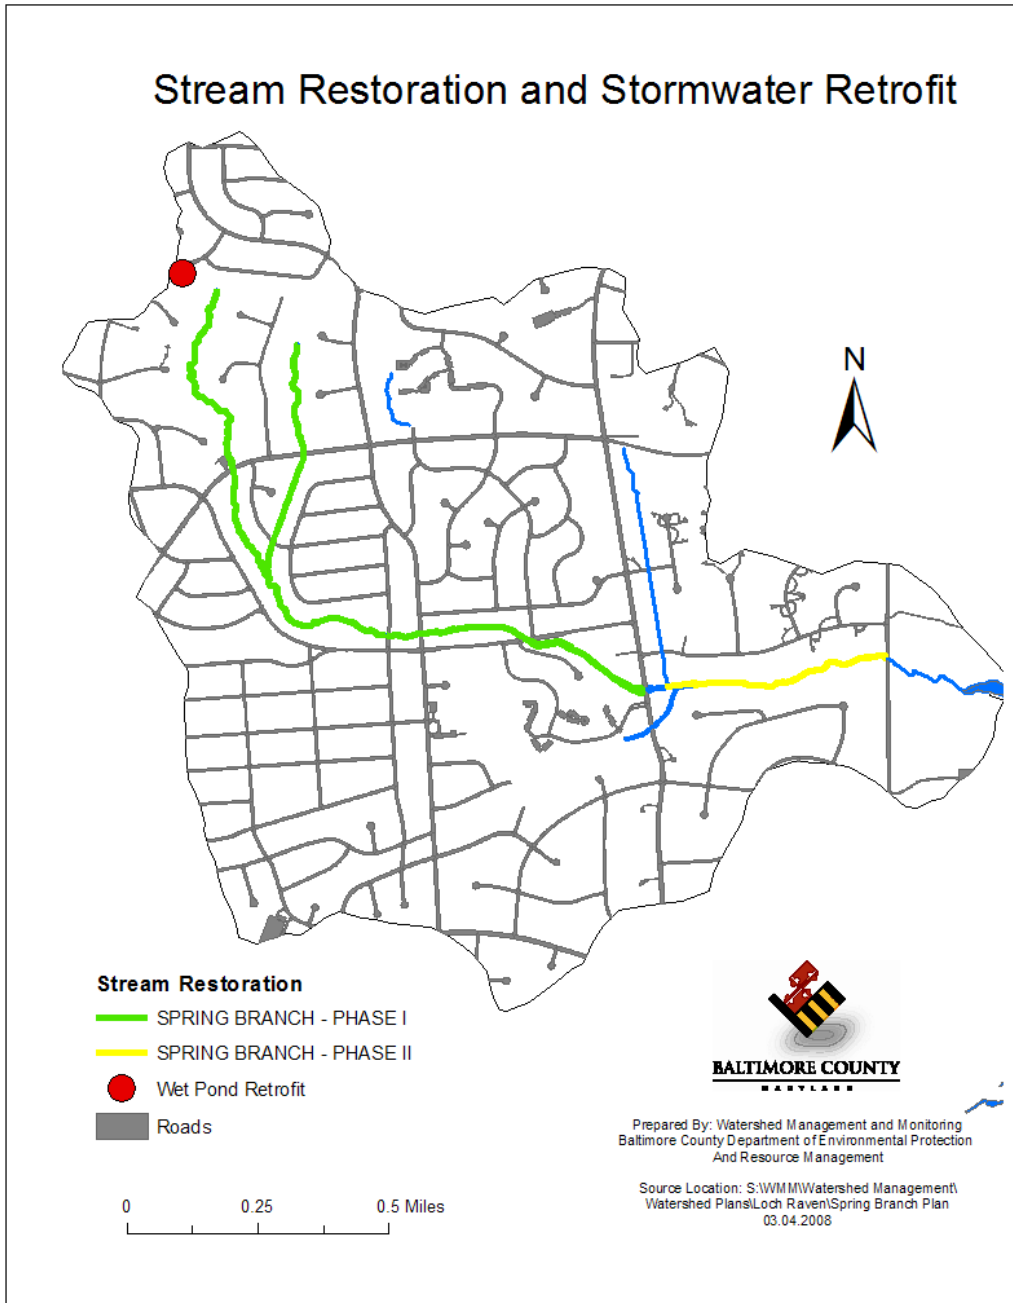 Stream Restoration and Stormwater Retrofit
N
Stream Restoration
SPRING BRANCH - PHASE I
SPRING BRANCH - PHASE II
Wet Pond Retrofit
Roads
0 0.25 0.5 Miles
BALTIMORE COUNTY
MARYLAND
Prepared By: Watershed Management and Monitoring
Baltimore County Department of Environmental Protection
And Resource Management
Source Location: S:\WMM\Watershed Management\
Watershed Plans\Loch Raven\Spring Branch Plan
03.04.2008